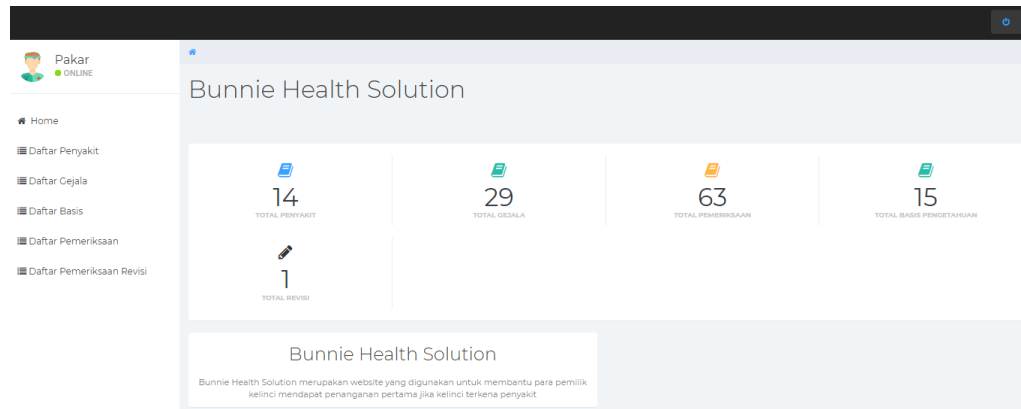 Pakar
ONLINE
Home
Daftar Penyakit
Daftar Gejala
Daftar Basis
Daftar Pemeriksaan
Daftar Pemeriksaan Revisi
Bunnie Health Solution
14
TOTAL PENYAKIT
29
TOTAL GEJALA
63
TOTAL PEMERIKSAAN
15
TOTAL BASIS PENGETAHUAN
1
TOTAL REVISI
Bunnie Health Solution
Bunnie Health Solution merupakan website yang digunakan untuk membantu para pemilik
kelinci mendapat penanganan pertama jika kelinci terkena penyakit